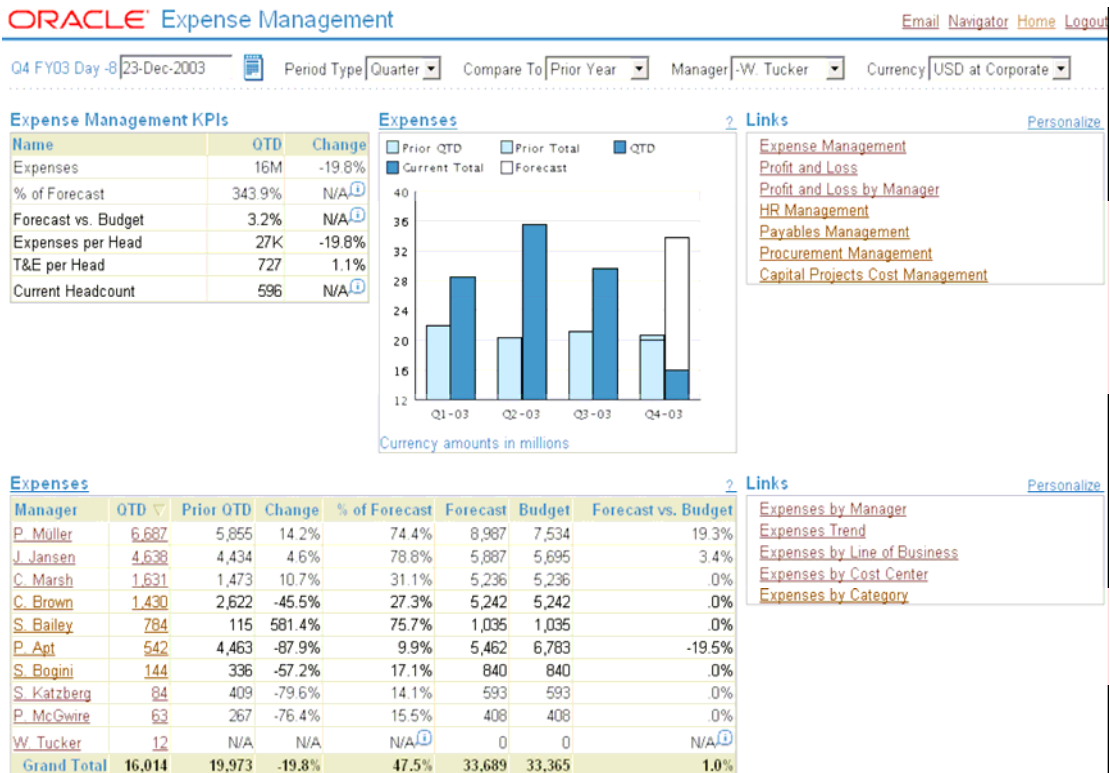 ORACLE Expense Management
Email Navigator Home Logout
Q4 FY03 Day -8 23-Dec-2003 Period Type Quarter Compare To Prior Year Manager -W. Tucker Currency USD at Corporate
Expense Management KPIs
Name QTD Change
Expenses 16M -19.8%
% of Forecast 343.9% N/A
Forecast vs. Budget 3.2% N/A
Expenses per Head 27K -19.8%
T&E per Head 727 1.1%
Current Headcount 596 N/A
Expenses ?
Prior QTD Prior Total QTD
Current Total Forecast
40
36
32
28
24
20
16
12
Q1-03 Q2-03 Q3-03 Q4-03
Currency amounts in millions
Links Personalize
Expense Management
Profit and Loss
Profit and Loss by Manager
HR Management
Payables Management
Procurement Management
Capital Projects Cost Management
Expenses ?
Manager QTD Prior QTD Change % of Forecast Forecast Budget Forecast vs. Budget
P. Müller 6,687 5,855 14.2% 74.4% 8,987 7,534 19.3%
J. Jansen 4,638 4,434 4.6% 78.8% 5,887 5,695 3.4%
C. Marsh 1,631 1,473 10.7% 31.1% 5,236 5,236 .0%
C. Brown 1,430 2,622 -45.5% 27.3% 5,242 5,242 .0%
S. Bailey 784 115 581.4% 75.7% 1,035 1,035 .0%
P. Apt 542 4,463 -87.9% 9.9% 5,462 6,783 -19.5%
S. Bogini 144 336 -57.2% 17.1% 840 840 .0%
S. Katzberg 84 409 -79.6% 14.1% 593 593 .0%
P. McGwire 63 267 -76.4% 15.5% 408 408 .0%
W. Tucker 12 N/A N/A N/A 0 0 N/A
Grand Total 16,014 19,973 -19.8% 47.5% 33,689 33,365 1.0%
Links Personalize
Expenses by Manager
Expenses Trend
Expenses by Line of Business
Expenses by Cost Center
Expenses by Category